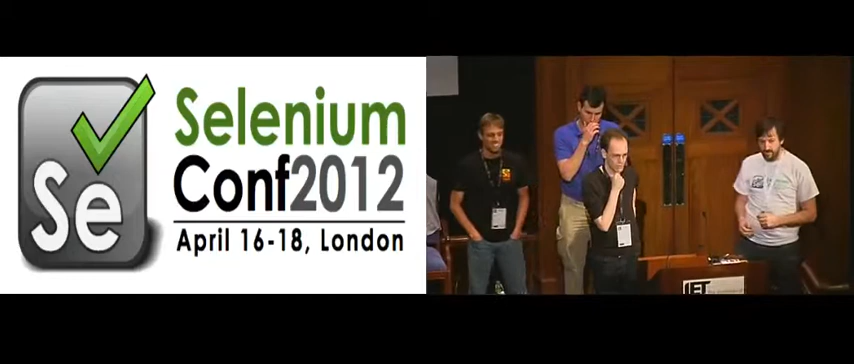 Se
Selenium
Conf2012
April 16-18, London
IET